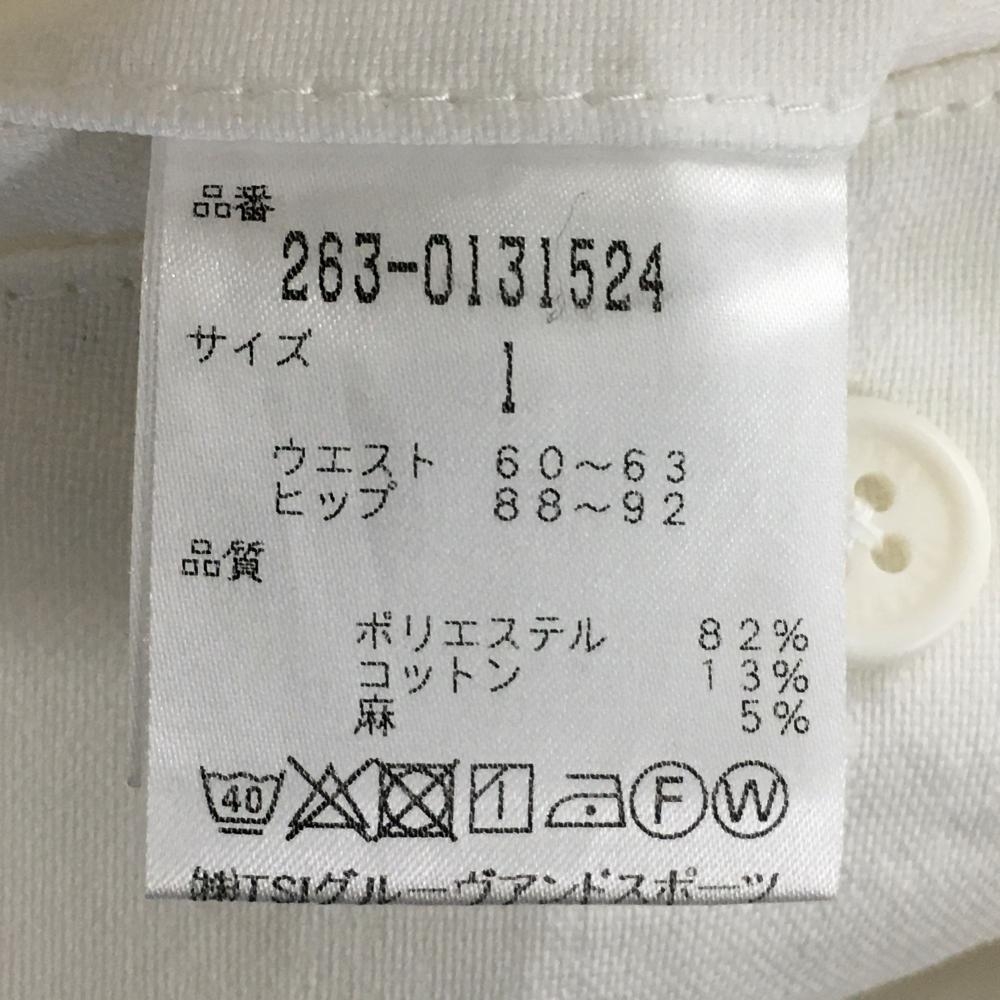 品番
263-0131524
サイズ
1
ウエスト 60～63
ヒップ 88～92
品質
ポリエステル 82%
コットン 13%
麻 5%
40 F W
㈱TSIグルーヴアンドスポーツ